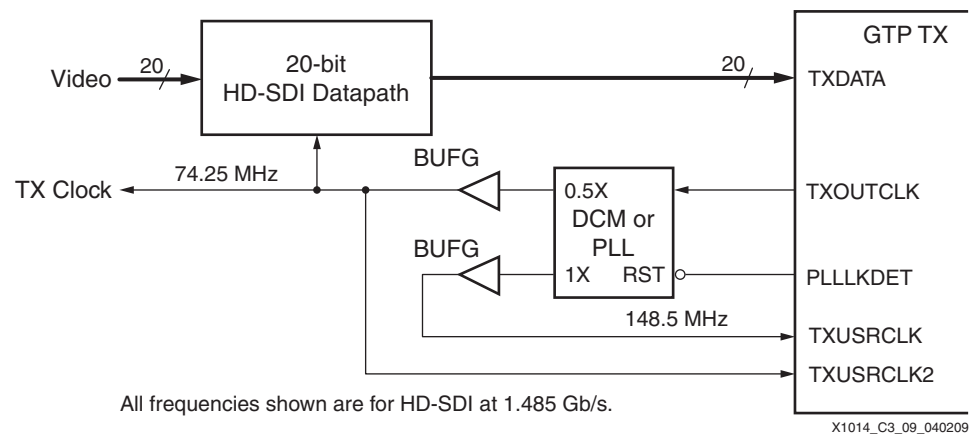 GTP TX
Video
20
20-bit
HD-SDI Datapath
20
TXDATA
BUFG
74.25 MHz
TX Clock
0.5X
TXOUTCLK
DCM or
PLL
BUFG
1X
RST
PLLLKDET
148.5 MHz
TXUSRCLK
TXUSRCLK2
All frequencies shown are for HD-SDI at 1.485 Gb/s.
X1014_C3_09_040209